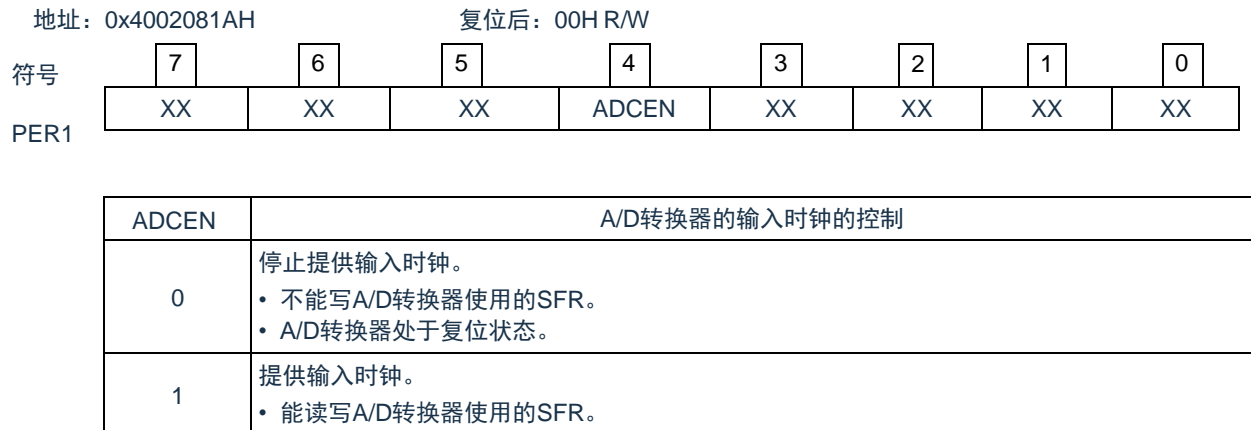 地址：0x4002081AH 复位后：00H R/W
符号 7 6 5 4 3 2 1 0
PER1 XX XX XX ADCEN XX XX XX XX
ADCEN A/D转换器的输入时钟的控制
0 停止提供输入时钟。
• 不能写A/D转换器使用的SFR。
• A/D转换器处于复位状态。
1 提供输入时钟。
• 能读写A/D转换器使用的SFR。